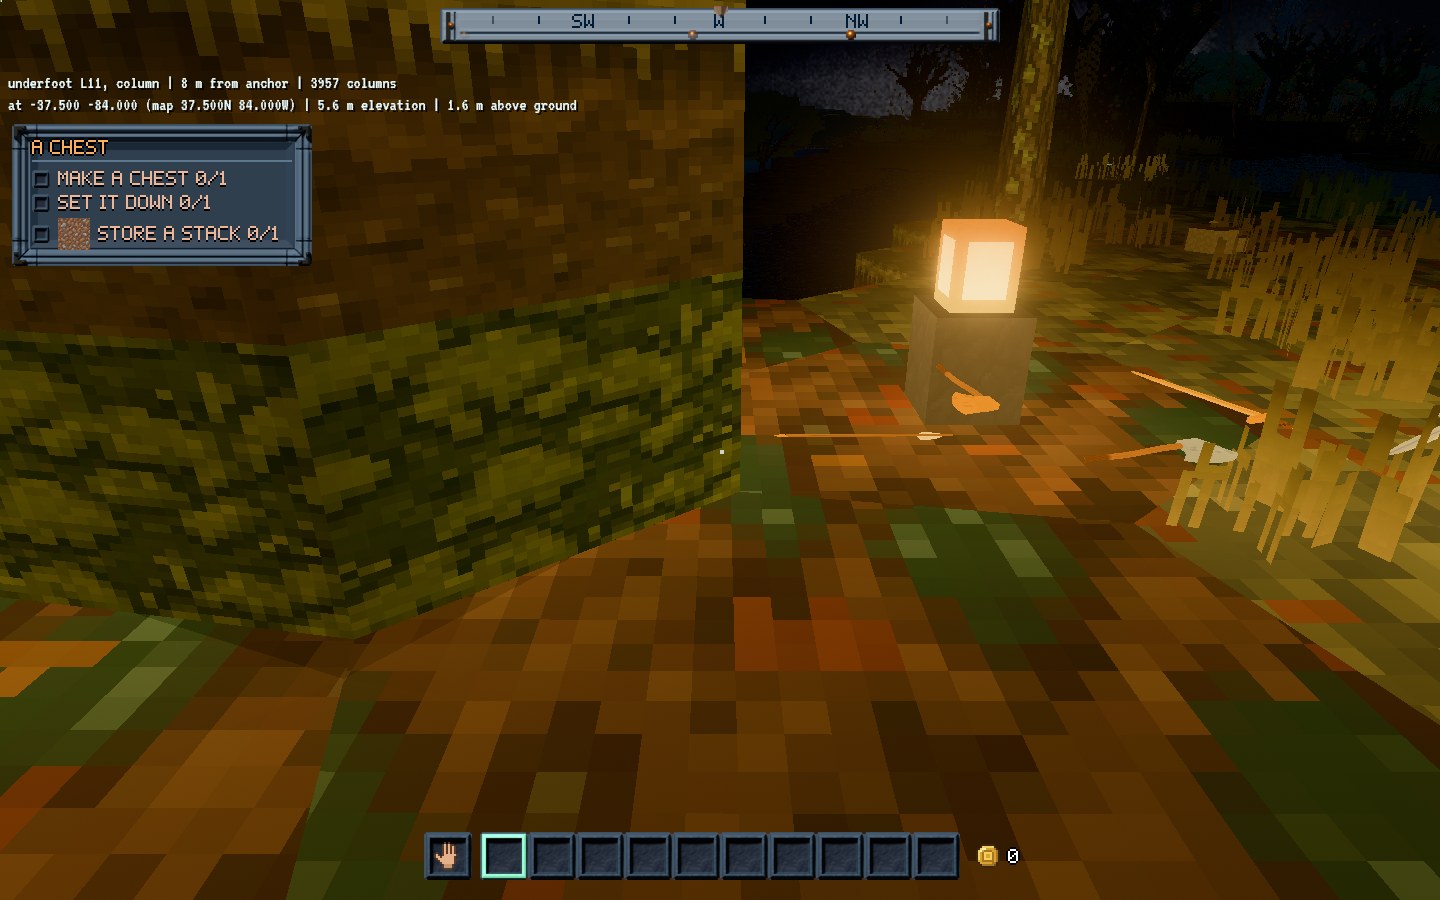 SW W NW
underfoot L11, column | 8 m from anchor | 3957 columns
at -37.500 -84.000 (map 37.500N 84.000W) | 5.6 m elevation | 1.6 m above ground
A CHEST
MAKE A CHEST 0/1
SET IT DOWN 0/1
STORE A STACK 0/1
0